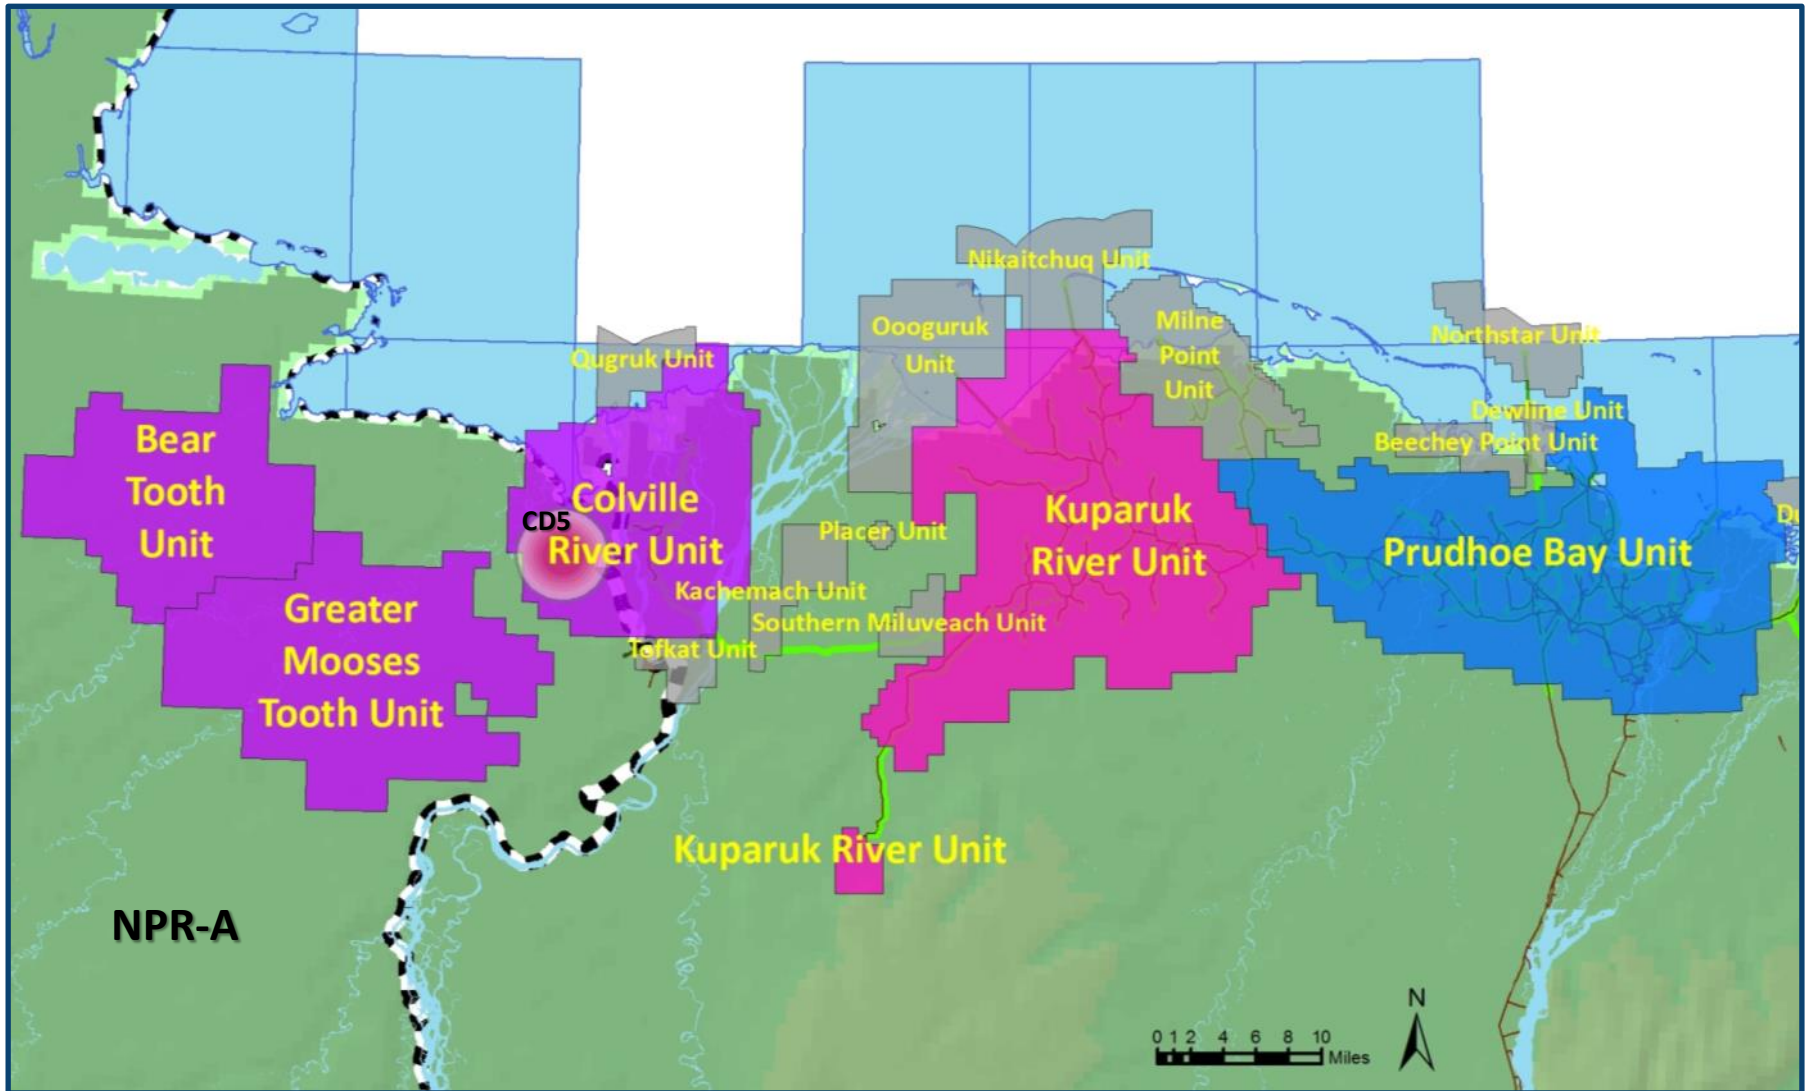 Nikaitchuq Unit
Oooguruk
Unit
Milne
Point
Unit
Northstar Unit
Qugruk Unit
Dewline Unit
Beechey Point Unit
Bear
Tooth
Unit
CD5
Colville
River Unit
Placer Unit
Kuparuk
River Unit
Prudhoe Bay Unit
Kachemach Unit
Southern Miluveach Unit
Tofkat Unit
Greater
Mooses
Tooth Unit
Kuparuk River Unit
NPR-A
N
0 1 2 4 6 8 10
Miles